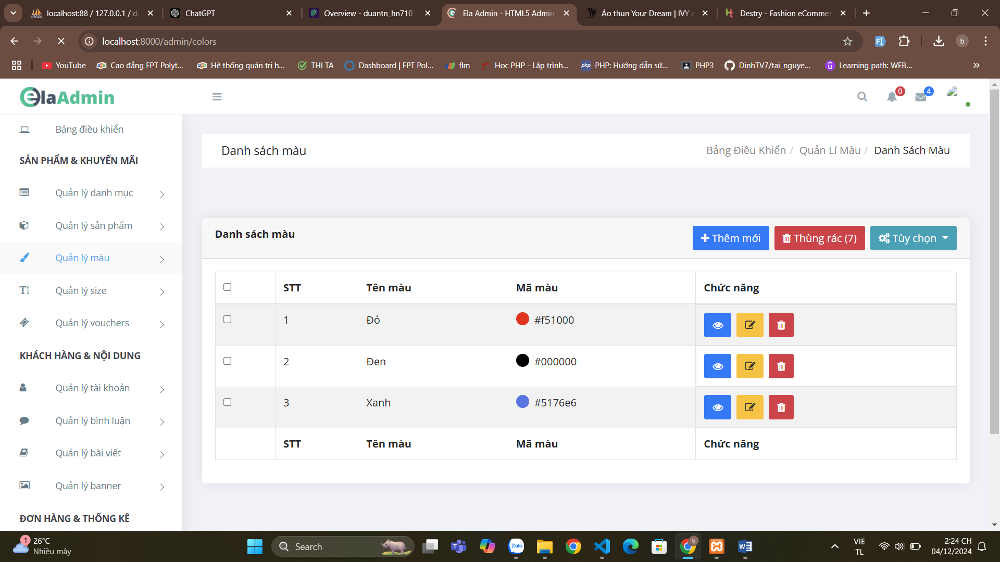 localhost:88 / 127.0.0.1 / d
ChatGPT
Overview - duantn_hn710
Ela Admin - HTML5 Admin
Áo thun Your Dream | IVY
Destry - Fashion eCommer
localhost:8000/admin/colors
b
YouTube
Cao đẳng FPT Polyt...
Hệ thống quản trị h...
THI TA
Dashboard | FPT Pol...
flm
Học PHP - Lập trình...
php PHP: Hướng dẫn sử...
PHP3
DinhTV7/tai_nguye...
Learning path: WEB...
elaAdmin
0
4
Bảng điều khiển
SẢN PHẨM & KHUYẾN MÃI
Quản lý danh mục
Quản lý sản phẩm
Quản lý màu
Quản lý size
Quản lý vouchers
KHÁCH HÀNG & NỘI DUNG
Quản lý tài khoản
Quản lý bình luận
Quản lý bài viết
Quản lý banner
ĐƠN HÀNG & THỐNG KÊ
Danh sách màu
Bảng Điều Khiển / Quản Lí Màu / Danh Sách Màu
Danh sách màu
Thêm mới
Thùng rác (7)
Tùy chọn
STT Tên màu Mã màu Chức năng
1 Đỏ #f51000
2 Đen #000000
3 Xanh #5176e6
STT Tên màu Mã màu Chức năng
1
26°C
Nhiều mây
Search
Zalo
b
VIE
TL
2:24 CH
04/12/2024